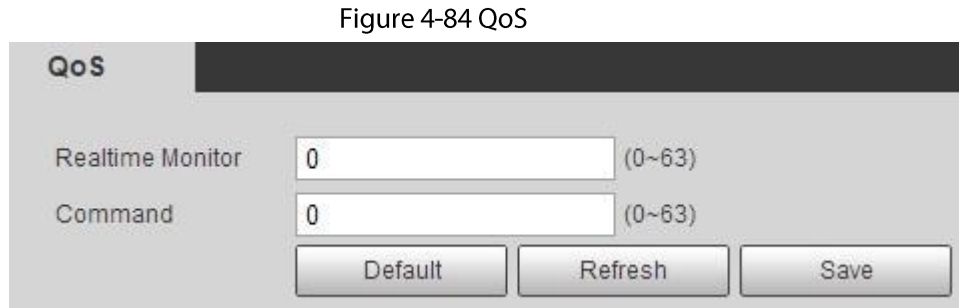 Figure 4-84 QoS
QoS
Realtime Monitor 0 (0~63)
Command 0 (0~63)
Default Refresh Save